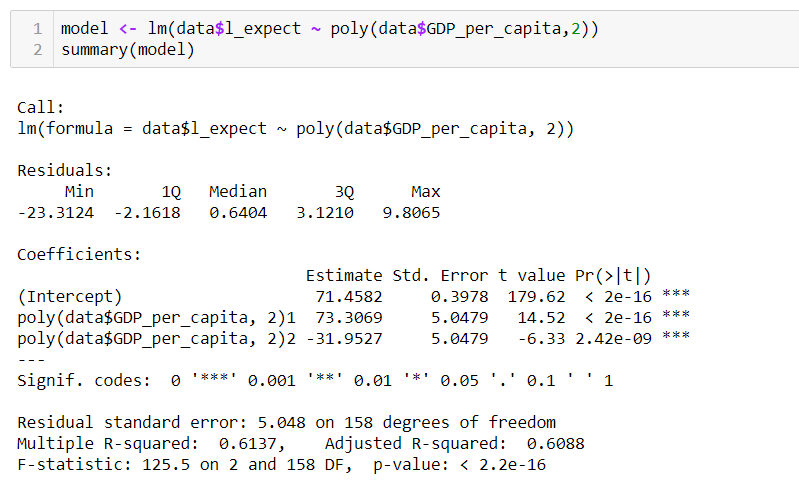 1 model <- lm(data$l_expect ~ poly(data$GDP_per_capita,2))
2 summary(model)
Call:
lm(formula = data$l_expect ~ poly(data$GDP_per_capita, 2))
Residuals:
     Min       1Q   Median       3Q      Max
-23.3124  -2.1618   0.6404   3.1210   9.8065
Coefficients:
                              Estimate Std. Error t value Pr(>|t|)
(Intercept)                    71.4582     0.3978  179.62  < 2e-16 ***
poly(data$GDP_per_capita, 2)1  73.3069     5.0479   14.52  < 2e-16 ***
poly(data$GDP_per_capita, 2)2 -31.9527     5.0479   -6.33 2.42e-09 ***
---
Signif. codes:  0 '***' 0.001 '**' 0.01 '*' 0.05 '.' 0.1 ' ' 1
Residual standard error: 5.048 on 158 degrees of freedom
Multiple R-squared:  0.6137,    Adjusted R-squared:  0.6088
F-statistic: 125.5 on 2 and 158 DF,  p-value: < 2.2e-16